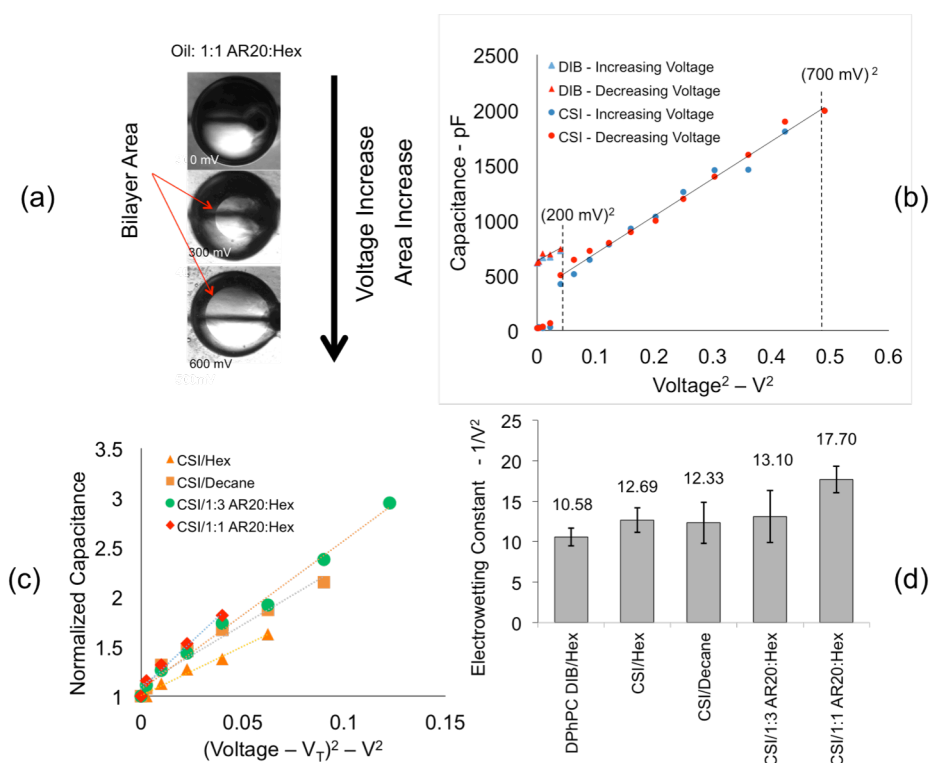 Oil: 1:1 AR20:Hex
(a)
Bilayer Area
300 mV
600 mV
Voltage Increase
Area Increase
(b)
Capacitance - pF
2500
2000
1500
1000
500
0
DIB - Increasing Voltage
DIB - Decreasing Voltage
CSI - Increasing Voltage
CSI - Decreasing Voltage
(200 mV)²
(700 mV)²
0 0.1 0.2 0.3 0.4 0.5 0.6
Voltage² – V²
(c)
Normalized Capacitance
3.5
3
2.5
2
1.5
1
CSI/Hex
CSI/Decane
CSI/1:3 AR20:Hex
CSI/1:1 AR20:Hex
0 0.05 0.1 0.15
(Voltage – V_T)² – V²
(d)
Electrowetting Constant - 1/V²
25
20
15
10
5
0
10.58 12.69 12.33 13.10 17.70
DPhPC DIB/Hex
CSI/Hex
CSI/Decane
CSI/1:3 AR20:Hex
CSI/1:1 AR20:Hex